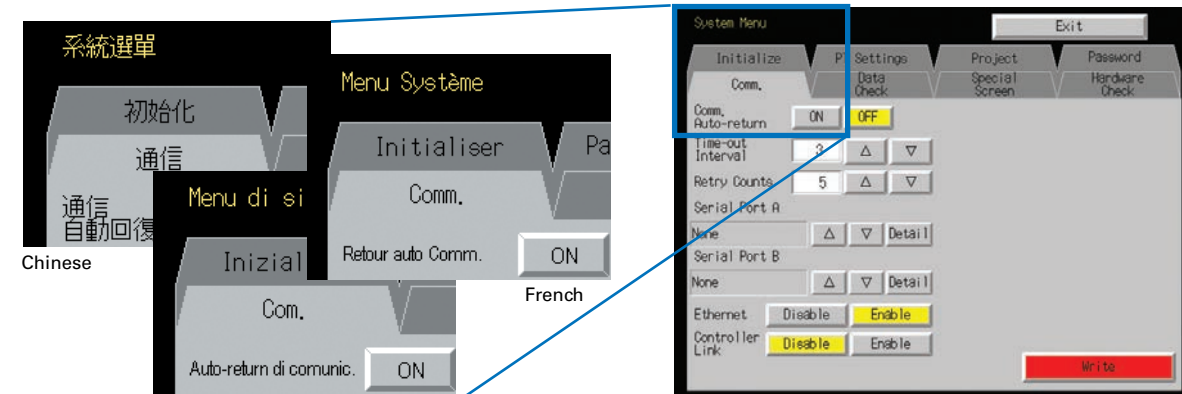 系統選單
初始化
通信
通信
自動回復
Chinese
Menu Système
Initialiser
Pa
Comm.
Retour auto Comm.
ON
French
Menu di si
Inizial
Com.
Auto-return di comunic.
ON
System Menu
Exit
Initialize
PT Settings
Project
Password
Comm.
Data
Check
Special
Screen
Hardware
Check
Comm.
Auto-return
ON
OFF
Time-out
Interval
3
△
▽
Retry Counts
5
△
▽
Serial Port A
None
△
▽
Detail
Serial Port B
None
△
▽
Detail
Ethernet
Disable
Enable
Controller
Link
Disable
Enable
Write